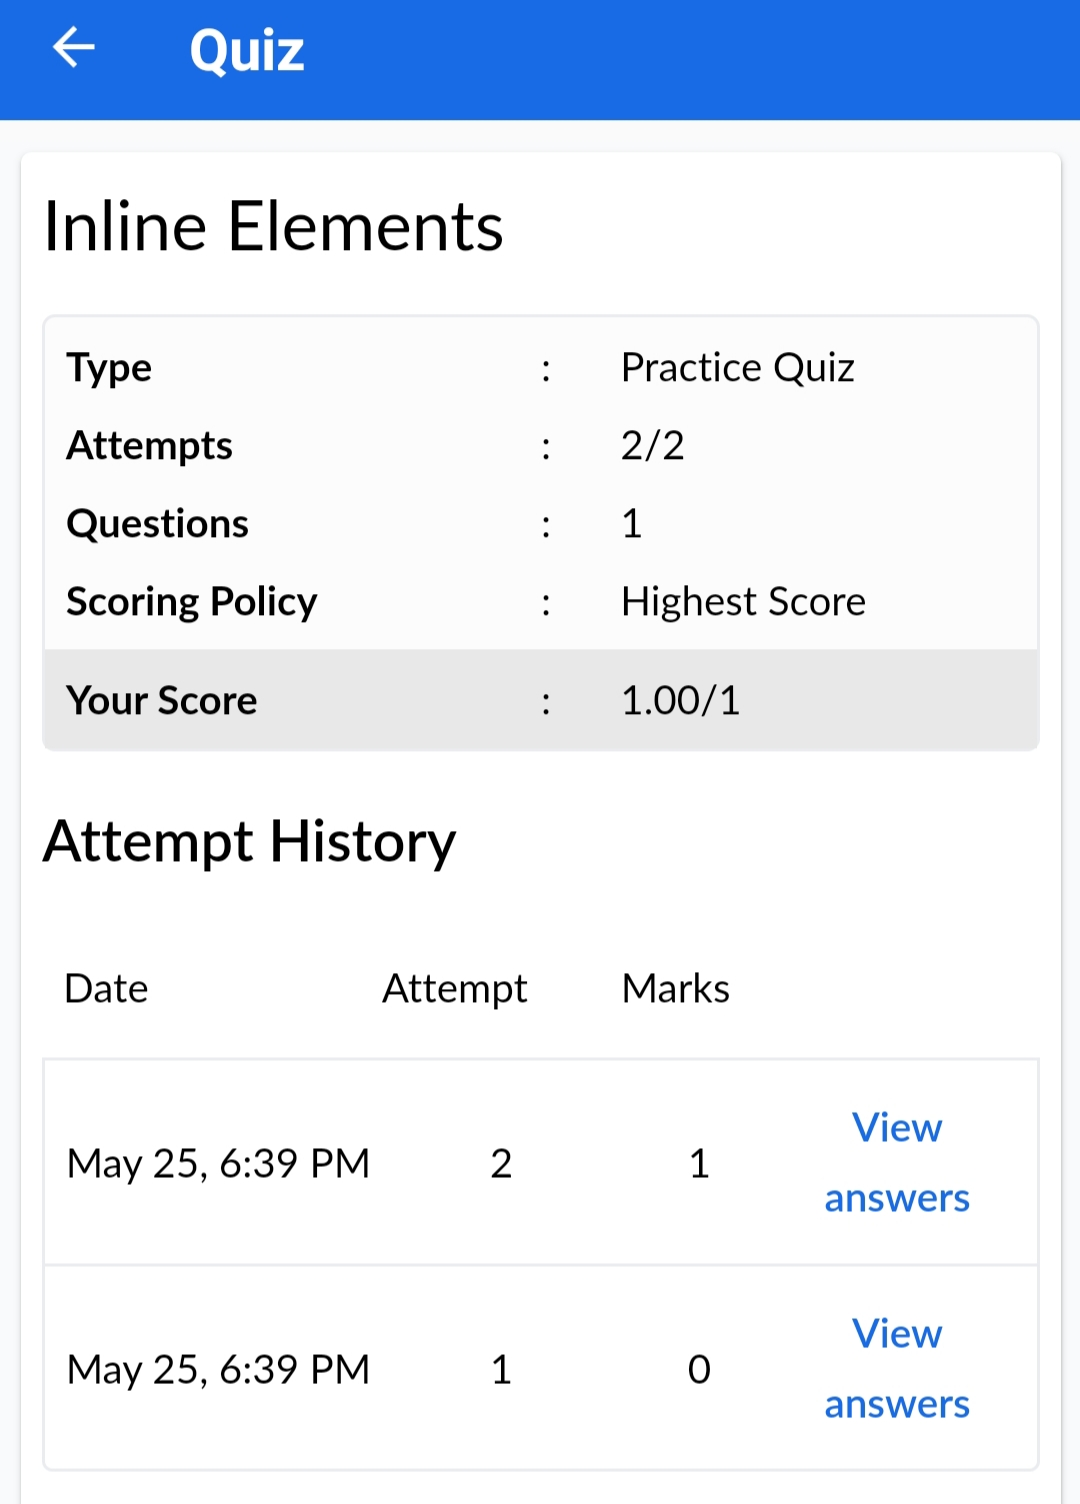 Quiz
Inline Elements
Type : Practice Quiz
Attempts : 2/2
Questions : 1
Scoring Policy : Highest Score
Your Score : 1.00/1
Attempt History
Date Attempt Marks
May 25, 6:39 PM 2 1 View answers
May 25, 6:39 PM 1 0 View answers